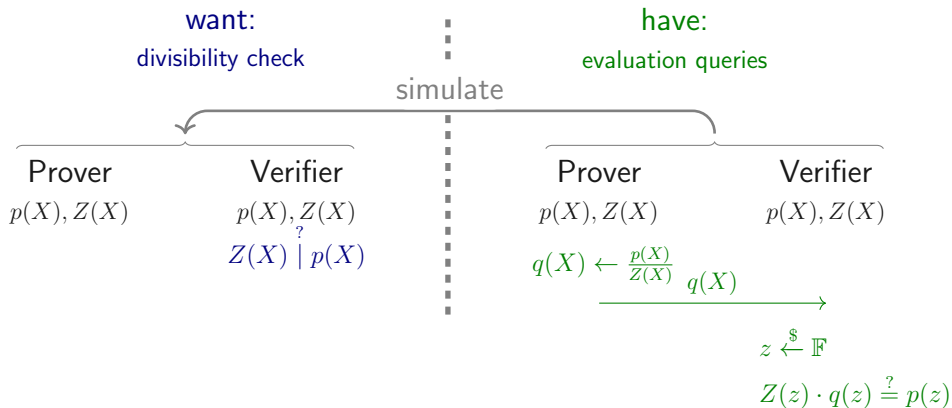 want:
divisibility check
have:
evaluation queries
simulate
Prover
p(X), Z(X)
Verifier
p(X), Z(X)
Z(X) ?| p(X)
Prover
p(X), Z(X)
Verifier
p(X), Z(X)
q(X) ← p(X)/Z(X)
q(X)
z ←$ 𝔽
Z(z) · q(z) ?= p(z)